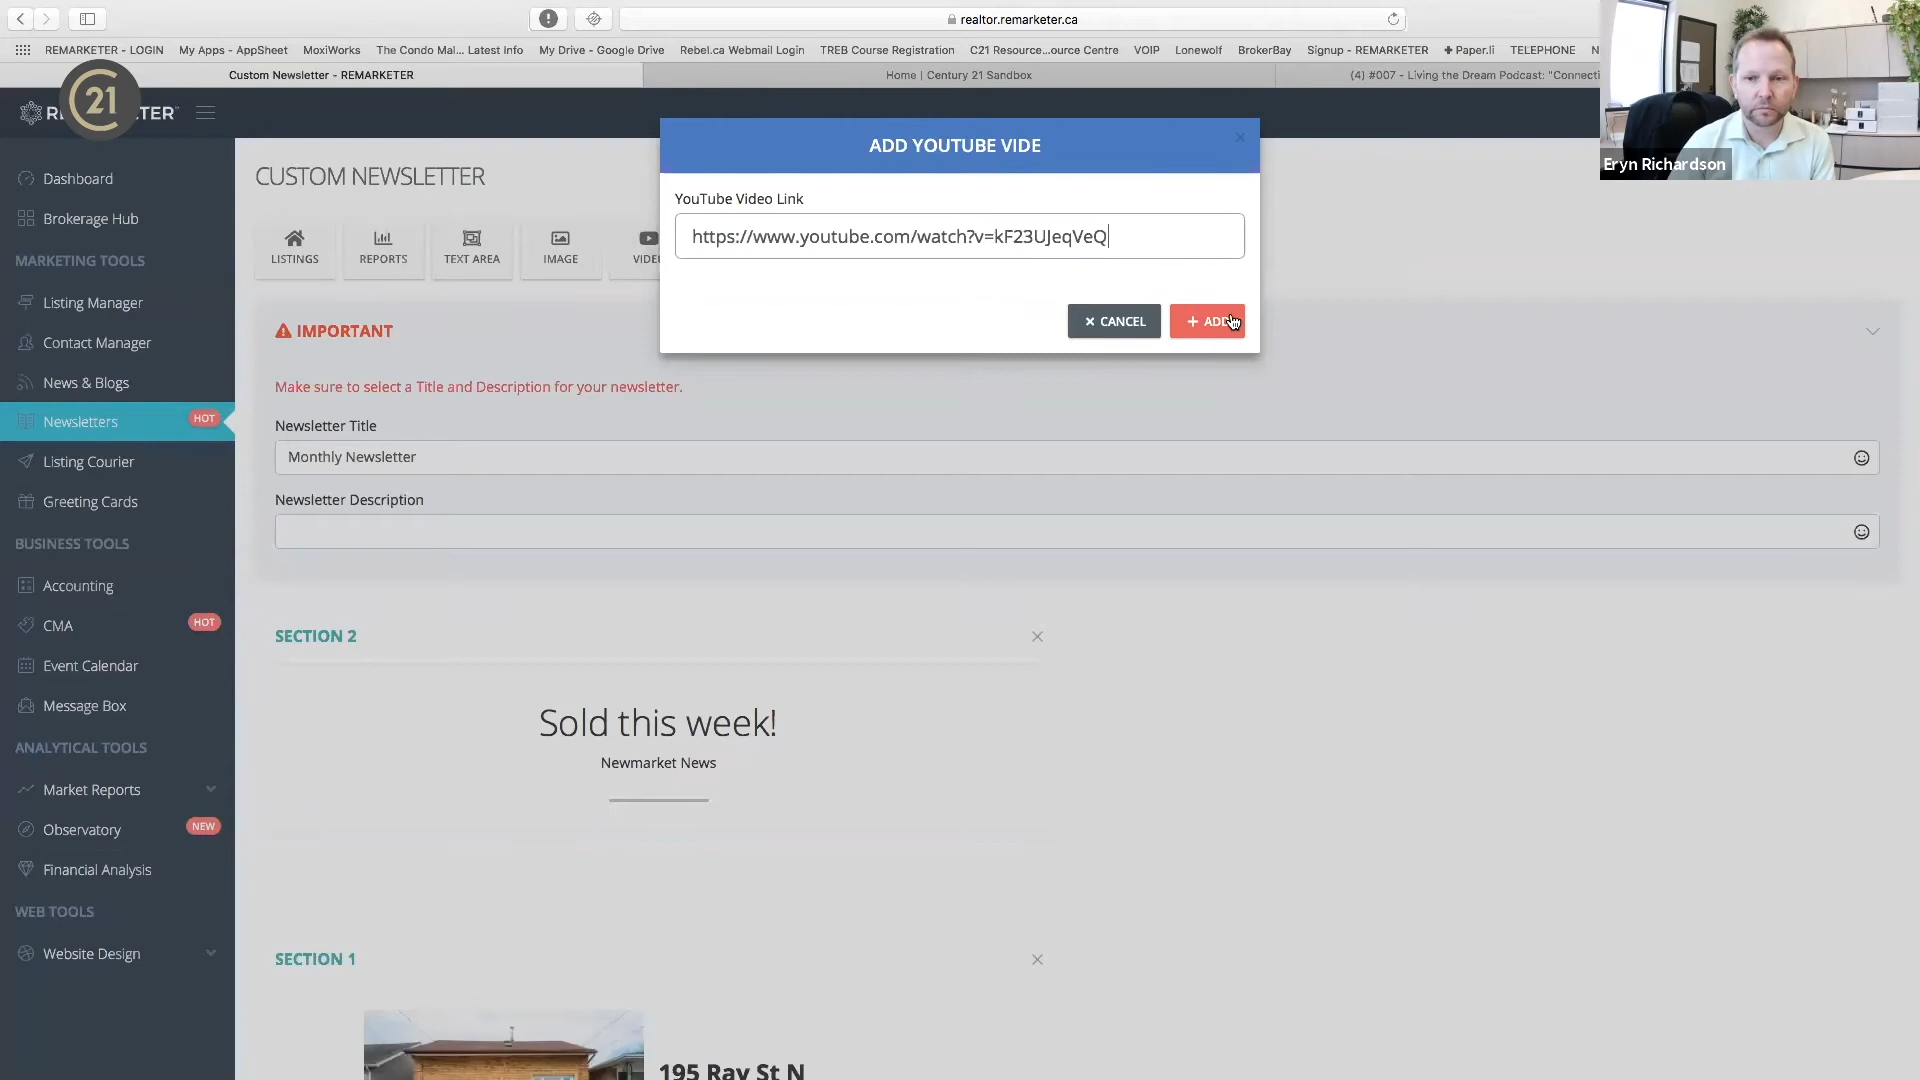 realtor.remarketer.ca
REMARKETER - LOGIN My Apps - AppSheet MoxiWorks The Condo Mal... Latest Info My Drive - Google Drive Rebel.ca Webmail Login TREB Course Registration C21 Resource...ource Centre VOIP Lonewolf BrokerBay Signup - REMARKETER Paper.li TELEPHONE N
Custom Newsletter - REMARKETER Home | Century 21 Sandbox (4) #007 - Living the Dream Podcast: "Connecti
C21
TER
Eryn Richardson
Dashboard
Brokerage Hub
MARKETING TOOLS
Listing Manager
Contact Manager
News & Blogs
Newsletters HOT
Listing Courier
Greeting Cards
BUSINESS TOOLS
Accounting
CMA HOT
Event Calendar
Message Box
ANALYTICAL TOOLS
Market Reports
Observatory NEW
Financial Analysis
WEB TOOLS
Website Design
CUSTOM NEWSLETTER
LISTINGS REPORTS TEXT AREA IMAGE VIDEO
ADD YOUTUBE VIDE
YouTube Video Link
https://www.youtube.com/watch?v=kF23UJeqVeQ
CANCEL ADD
IMPORTANT
Make sure to select a Title and Description for your newsletter.
Newsletter Title
Monthly Newsletter
Newsletter Description
SECTION 2
Sold this week!
Newmarket News
SECTION 1
195 Ray St N